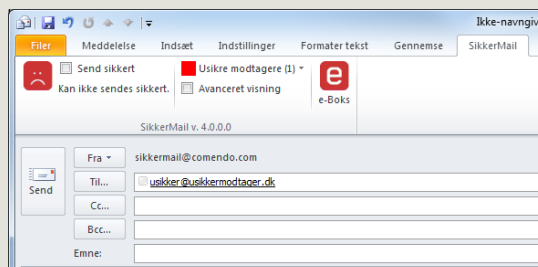 Ikke-navngiv
Filer Meddelelse Indsæt Indstillinger Formater tekst Gennemse SikkerMail
Send sikkert Usikre modtagere (1)
Kan ikke sendes sikkert. Avanceret visning
e
e-Boks
SikkerMail v. 4.0.0.0
Fra sikkermail@comendo.com
Send
Til... usikker@usikkermodtager.dk
Cc...
Bcc...
Emne: